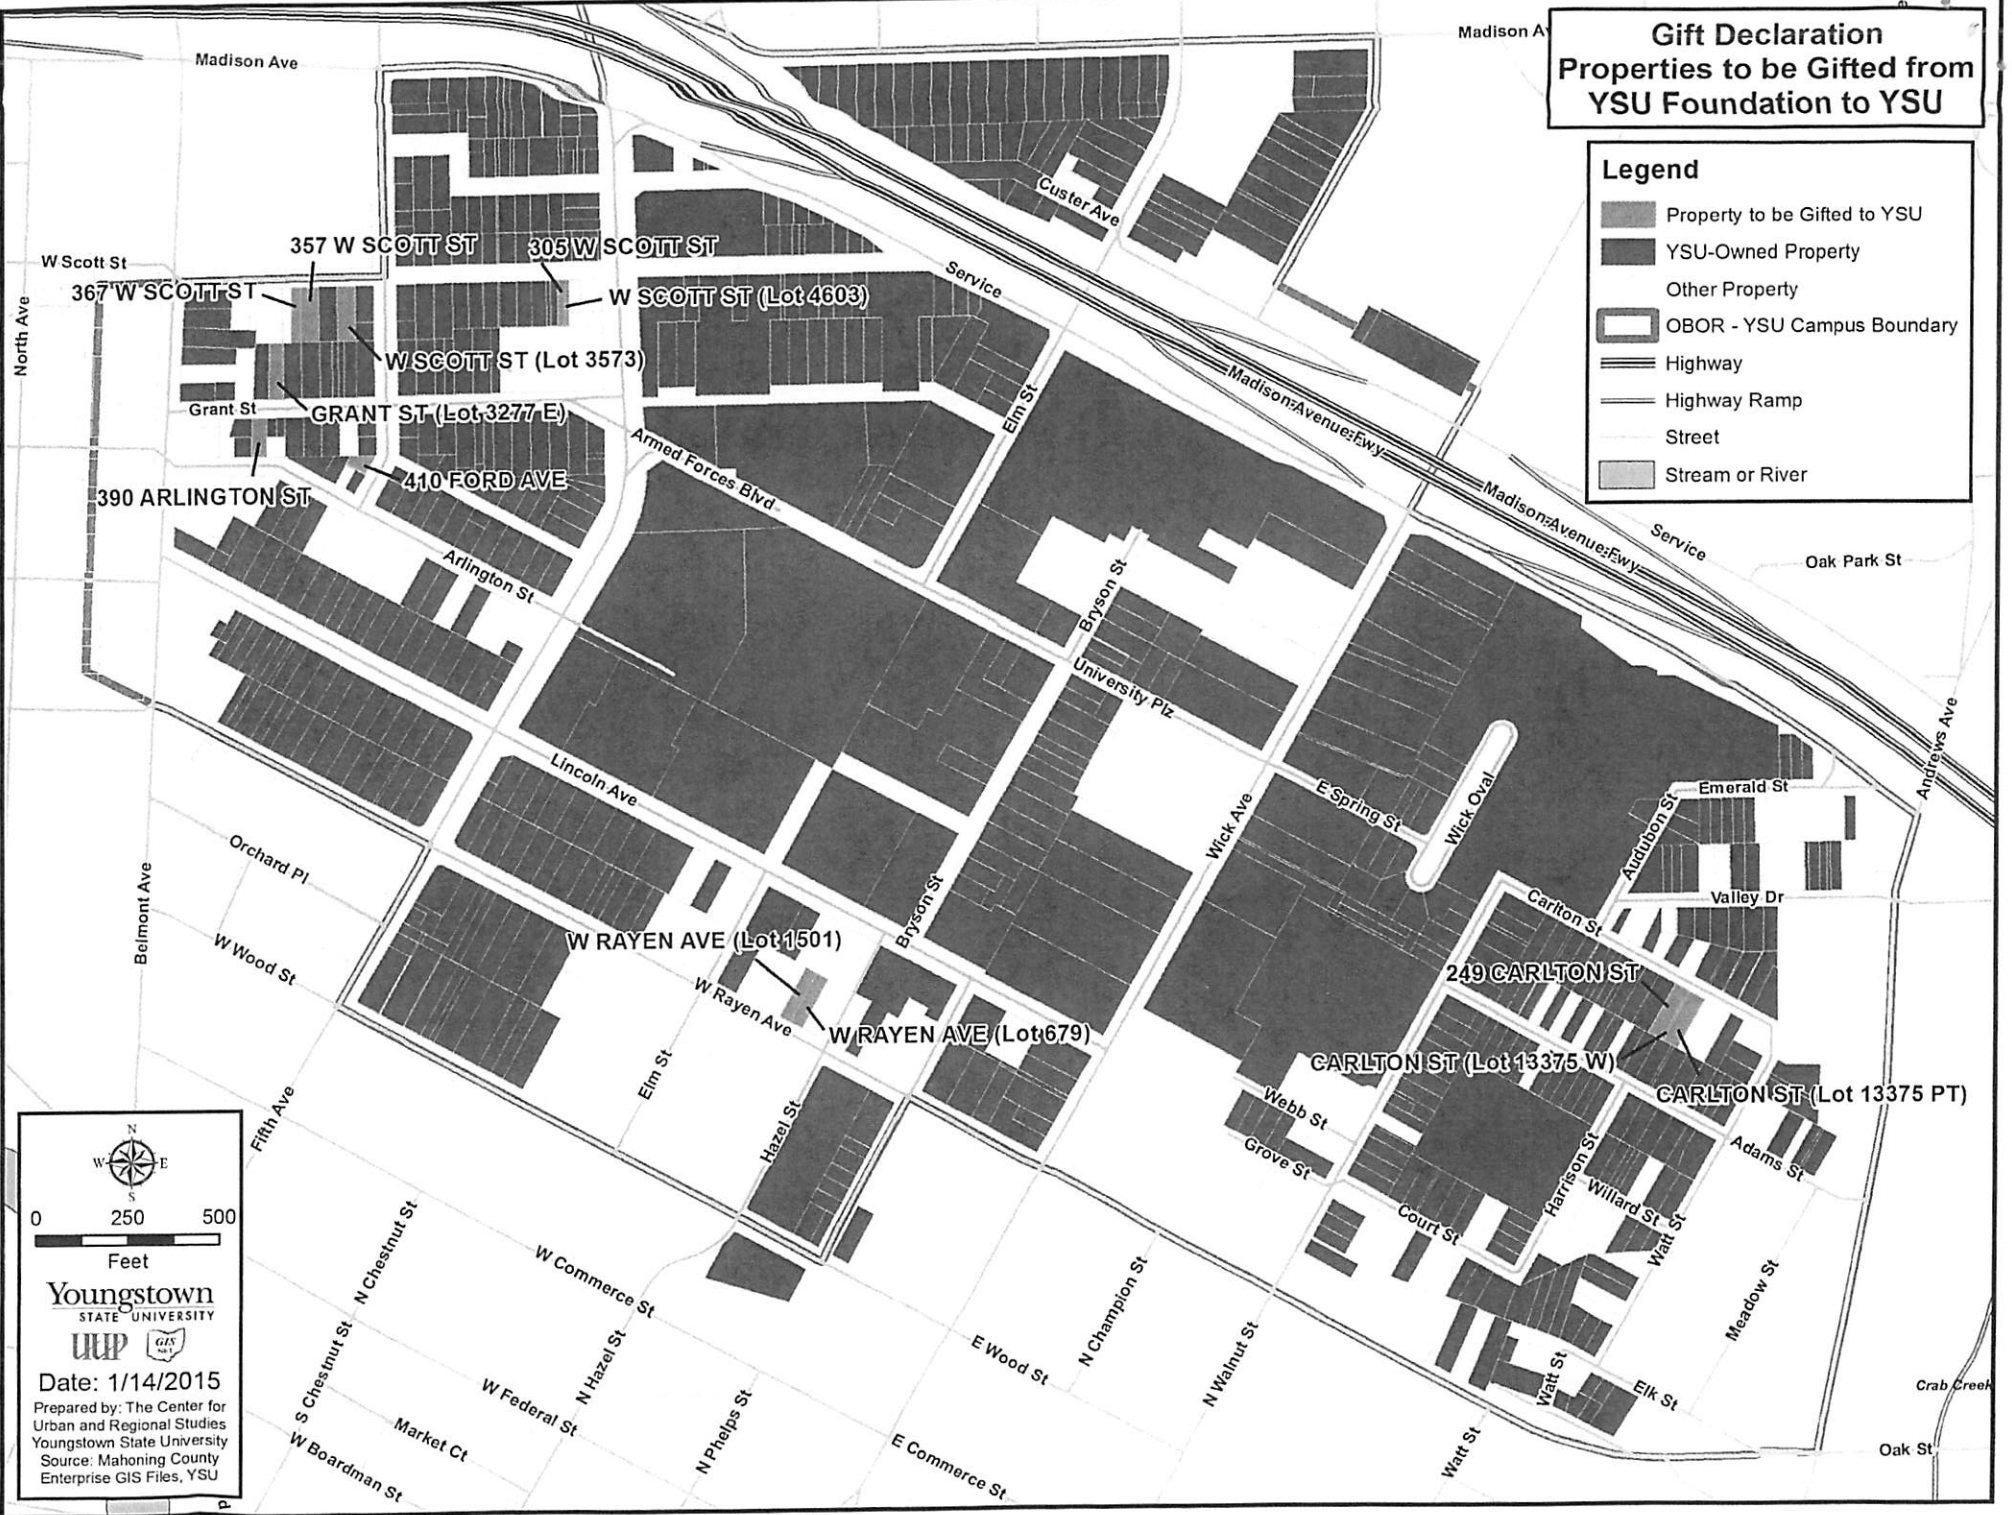 Gift Declaration
Properties to be Gifted from
YSU Foundation to YSU
Legend
Property to be Gifted to YSU
YSU-Owned Property
Other Property
OBOR - YSU Campus Boundary
Highway
Highway Ramp
Street
Stream or River
Madison Ave
Madison Av
Custer Ave
357 W SCOTT ST
305 W SCOTT ST
W Scott St
Service
367 W SCOTT ST
W SCOTT ST (Lot 4603)
North Ave
W SCOTT ST (Lot 3573)
Grant St
GRANT ST (Lot 3277 E)
Elm St
Madison Avenue Fwy
Armed Forces Blvd
410 FORD AVE
390 ARLINGTON ST
Madison Avenue Fwy
Service
Oak Park St
Arlington St
Bryson St
University Plz
Andrews Ave
Lincoln Ave
E Spring St
Wick Oval
Wick Ave
Emerald St
Audubon St
Orchard Pl
Belmont Ave
Bryson St
Valley Dr
Carlton St
W RAYEN AVE (Lot 1501)
W Wood St
249 CARLTON ST
W Rayen Ave
W RAYEN AVE (Lot 679)
CARLTON ST (Lot 13375 W)
CARLTON ST (Lot 13375 PT)
Elm St
Fifth Ave
Hazel St
Webb St
Grove St
Adams St
Harrison St
Willard St
Court St
Watt St
N Chestnut St
W Commerce St
N Champion St
Meadow St
E Wood St
N Walnut St
S Chestnut St
N Hazel St
W Federal St
Watt St
Elk St
Crab Creek
Market Ct
N Phelps St
W Boardman St
E Commerce St
Watt St
Oak St
N
W E
S
0 250 500
Feet
Youngstown
STATE UNIVERSITY
Date: 1/14/2015
Prepared by: The Center for
Urban and Regional Studies
Youngstown State University
Source: Mahoning County
Enterprise GIS Files, YSU